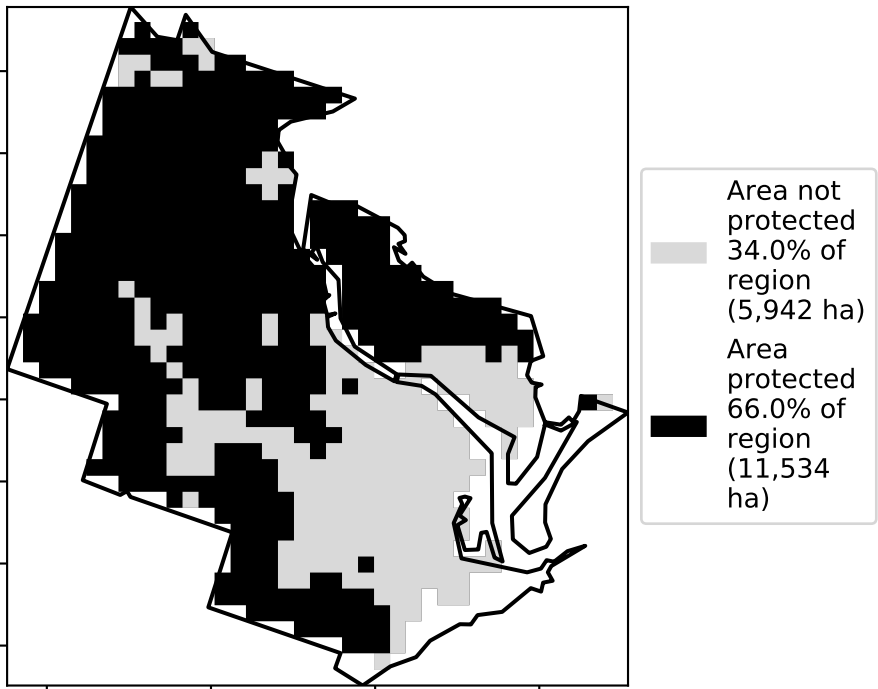 Area not
protected
34.0% of
region
(5,942 ha)
Area
protected
66.0% of
region
(11,534
ha)